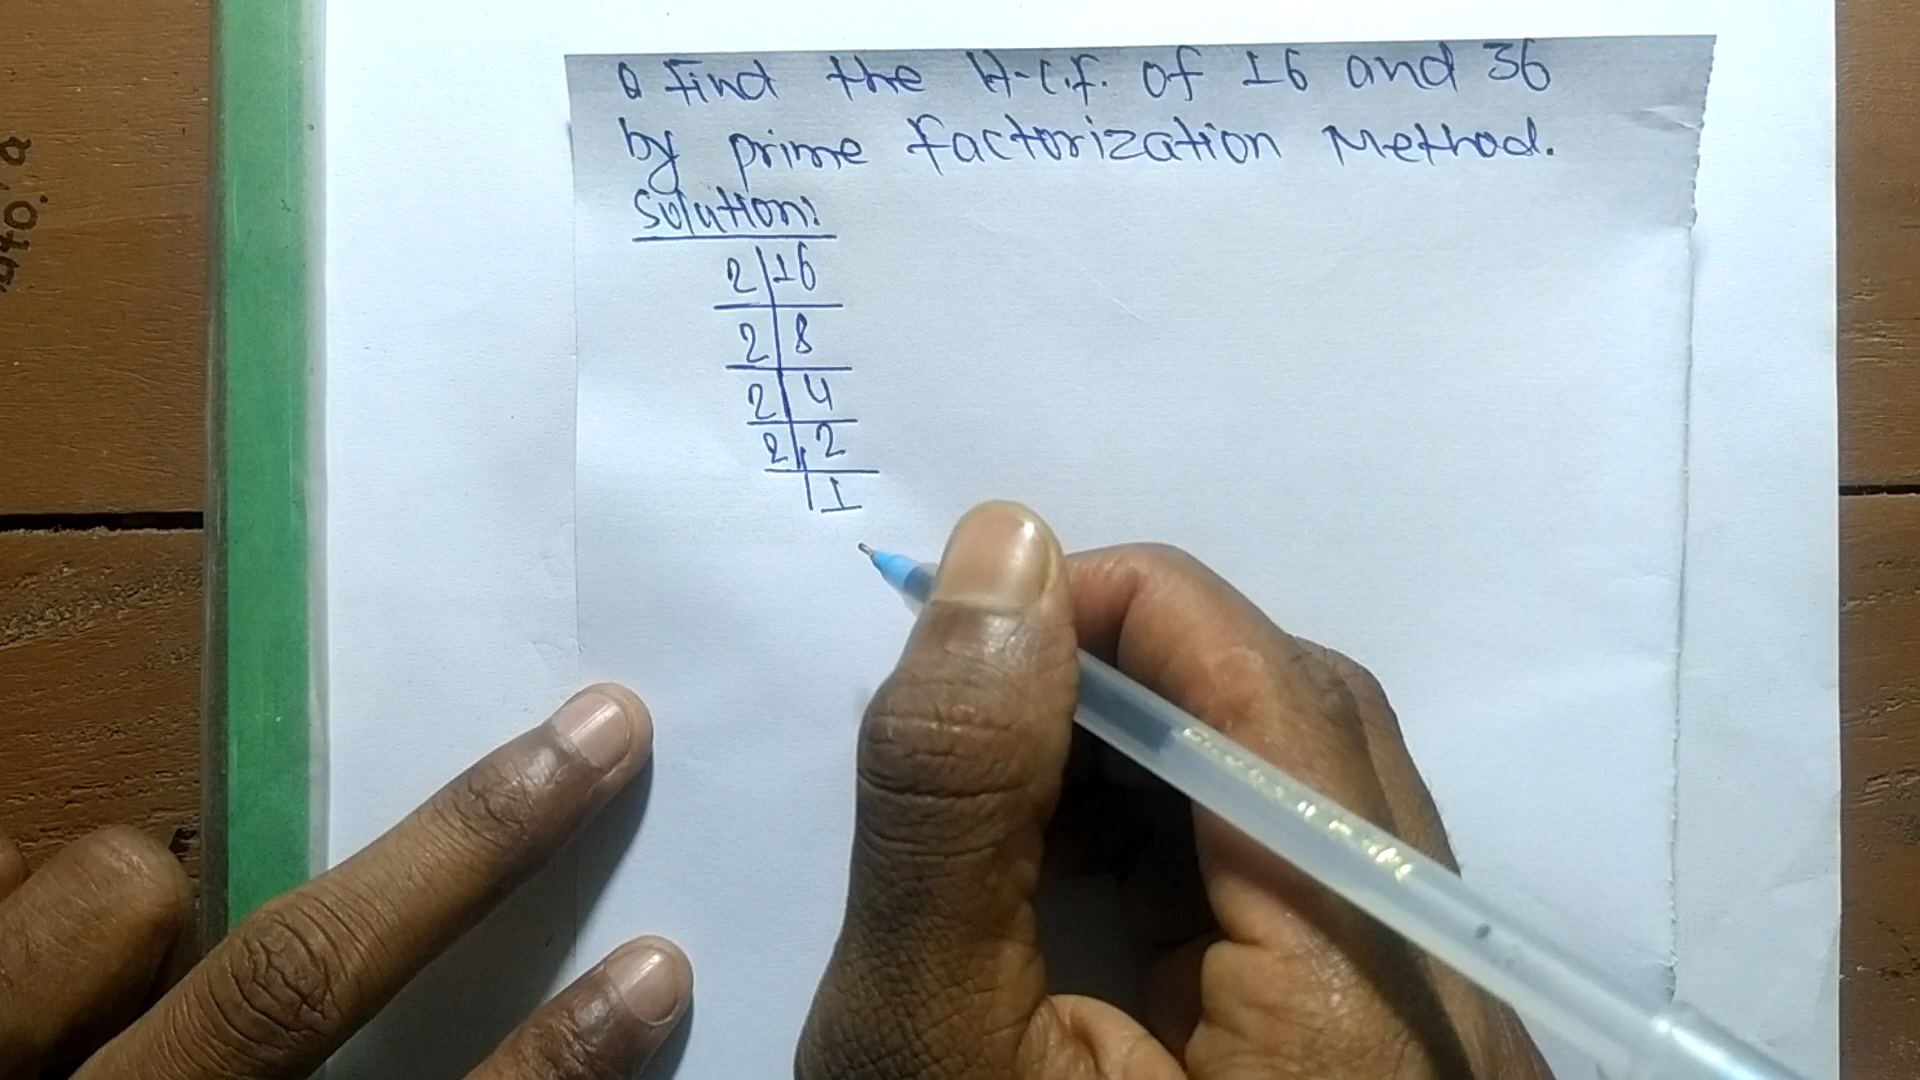 Q Find the H.C.F. of 16 and 36
by prime factorization Method.
Solution:
2 16
2 8
2 4
2 2
1